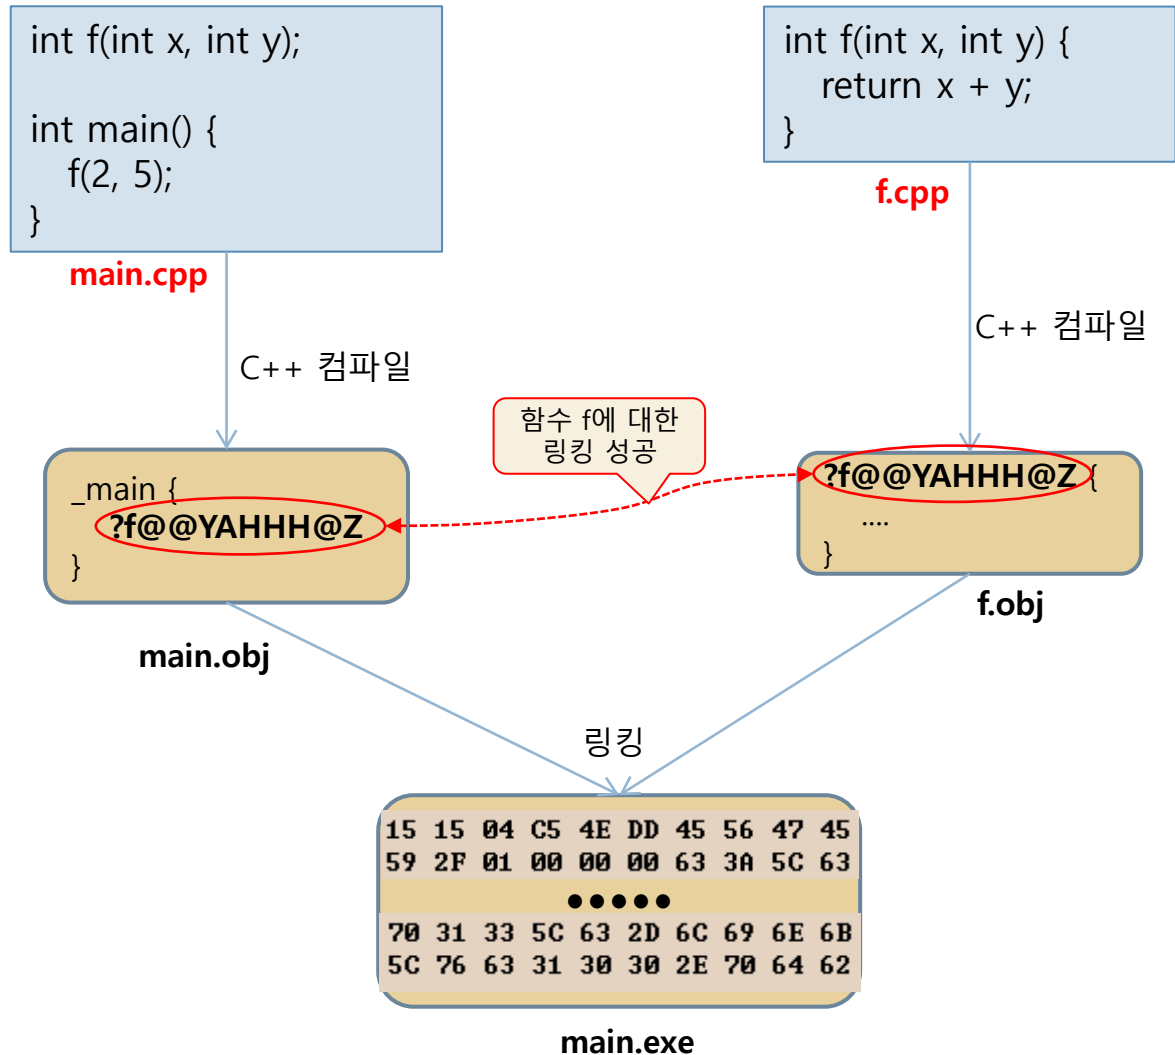 int f(int x, int y);
int main() {
f(2, 5);
}
main.cpp
int f(int x, int y) {
return x + y;
}
f.cpp
C++ 컴파일
C++ 컴파일
함수 f에 대한
링킹 성공
_main {
?f@@YAHHH@Z
}
main.obj
?f@@YAHHH@Z {
....
}
f.obj
링킹
15 15 04 C5 4E DD 45 56 47 45
59 2F 01 00 00 00 63 3A 5C 63
●●●●●
70 31 33 5C 63 2D 6C 69 6E 6B
5C 76 63 31 30 30 2E 70 64 62
main.exe